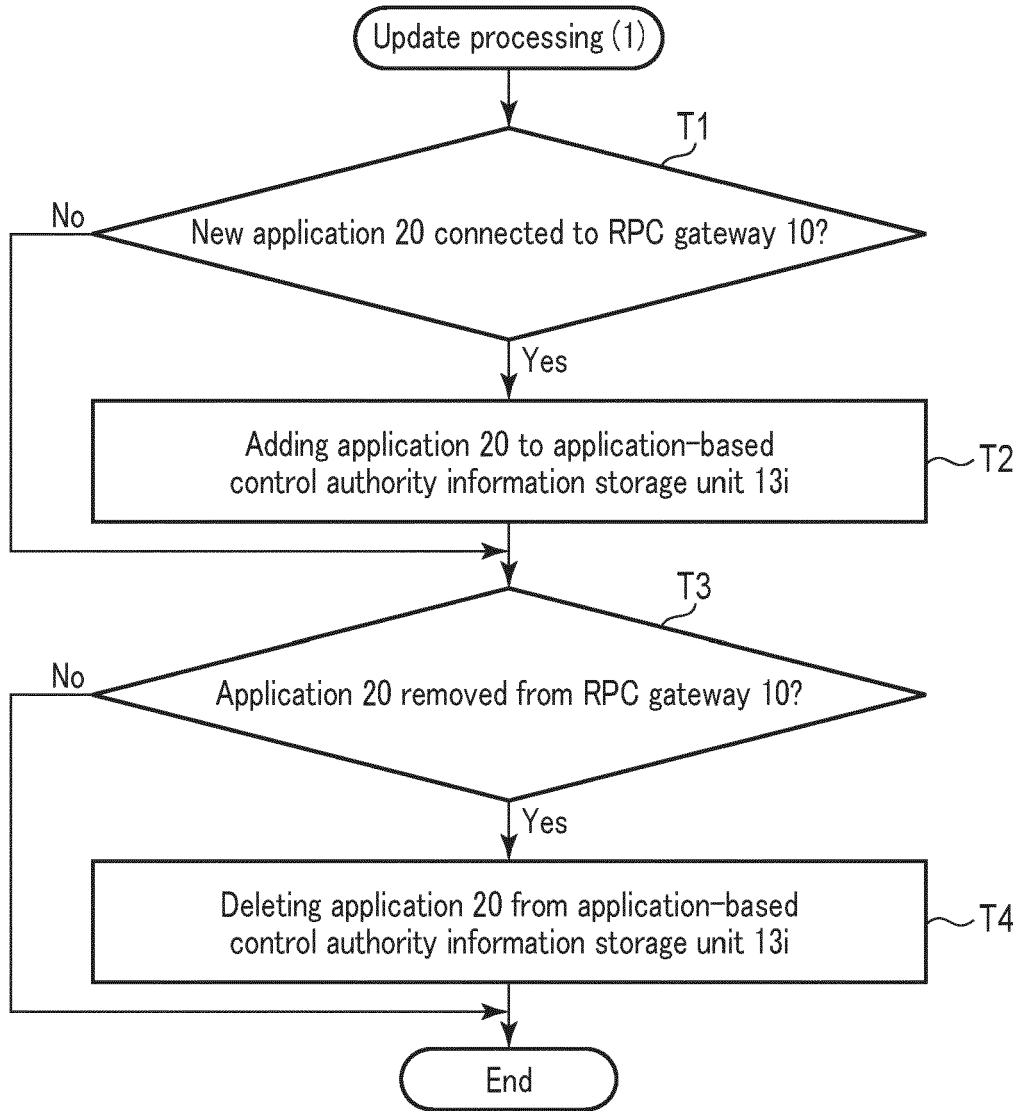 Update processing (1)
T1
No
New application 20 connected to RPC gateway 10?
Yes
Adding application 20 to application-based
control authority information storage unit 13i
T2
T3
No
Application 20 removed from RPC gateway 10?
Yes
Deleting application 20 from application-based
control authority information storage unit 13i
T4
End